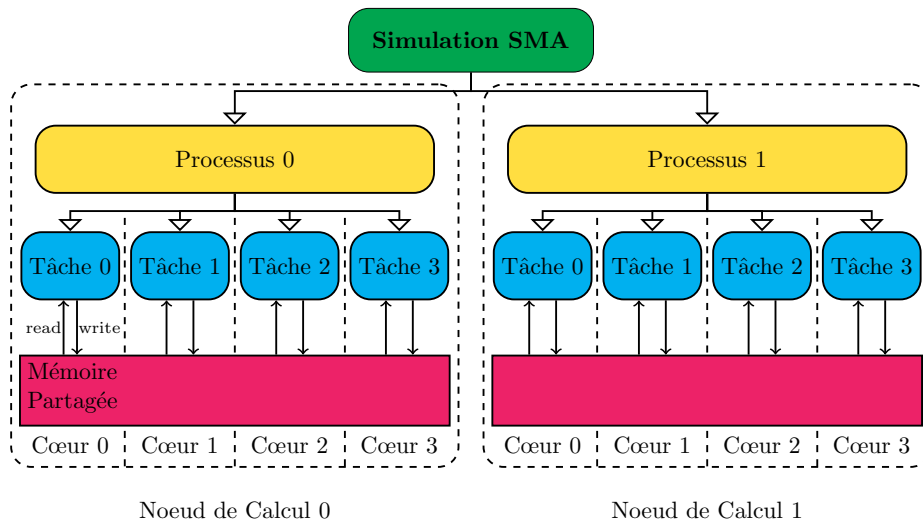 Simulation SMA
Processus 0
Processus 1
Tâche 0
Tâche 1
Tâche 2
Tâche 3
Tâche 0
Tâche 1
Tâche 2
Tâche 3
read
write
Mémoire
Partagée
Cœur 0
Cœur 1
Cœur 2
Cœur 3
Cœur 0
Cœur 1
Cœur 2
Cœur 3
Noeud de Calcul 0
Noeud de Calcul 1